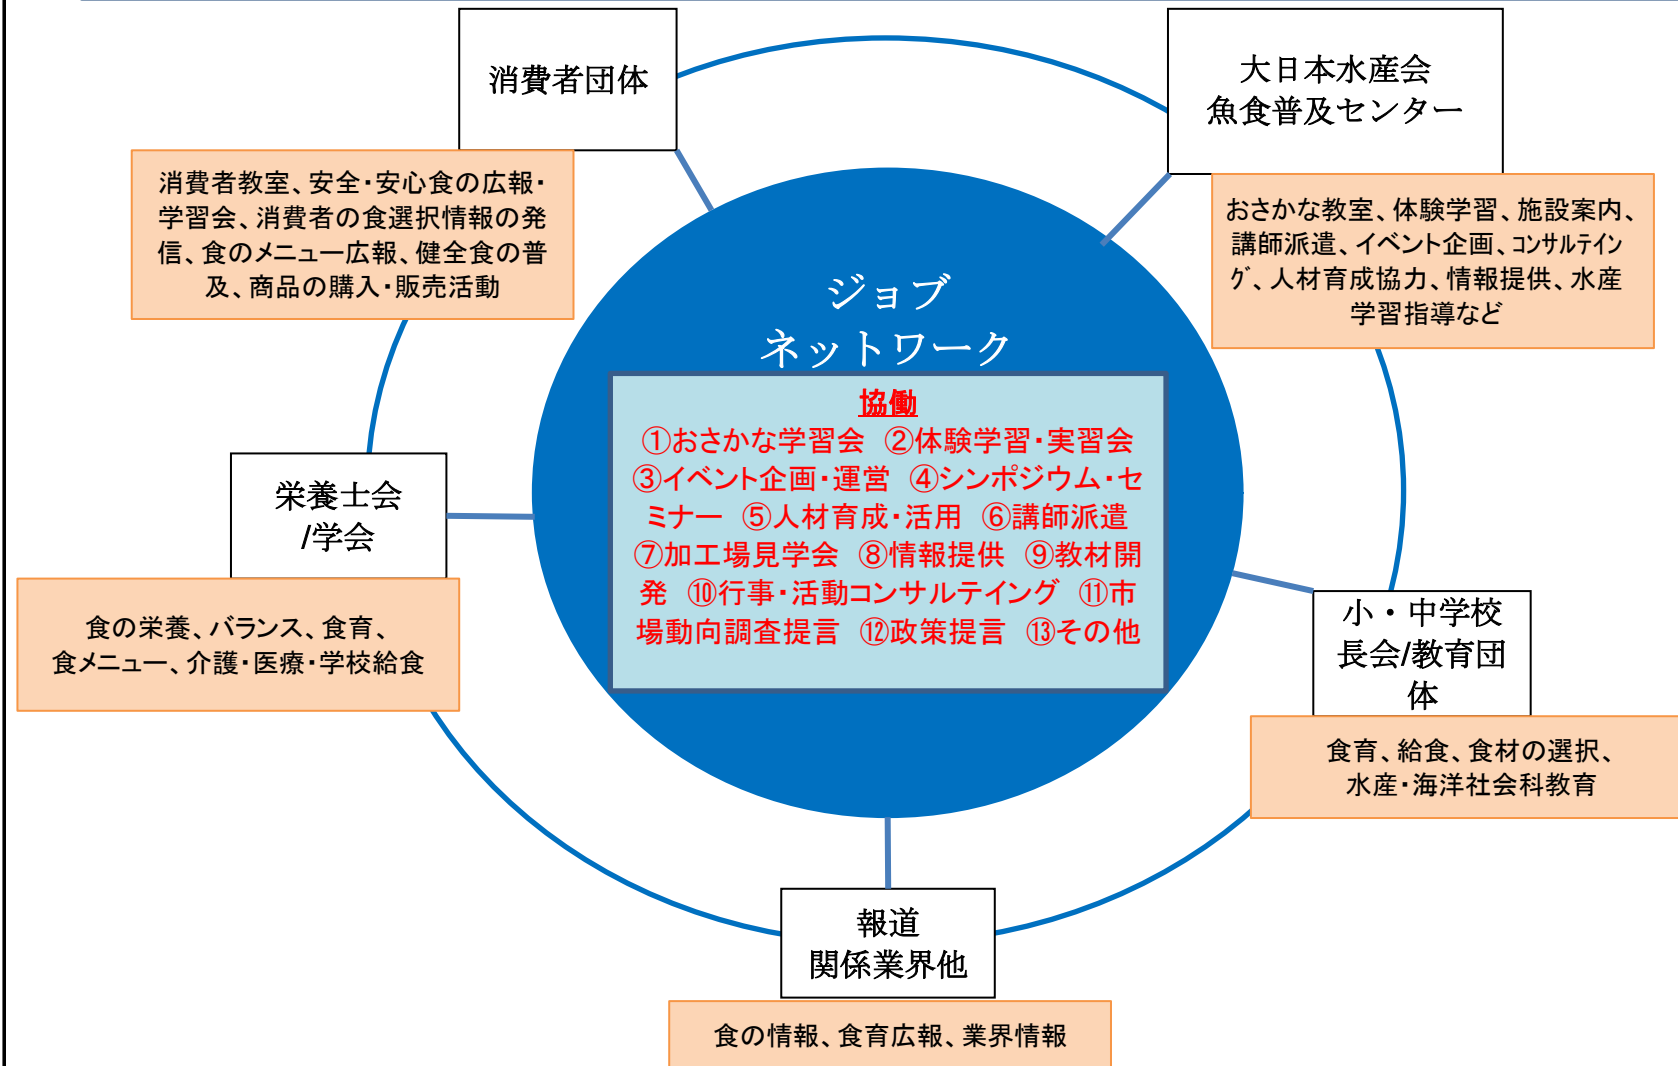 消費者団体
消費者教室、安全・安心食の広報・
学習会、消費者の食選択情報の発
信、食のメニュー広報、健全食の普
及、商品の購入・販売活動
大日本水産会
魚食普及センター
おさかな教室、体験学習、施設案内、
講師派遣、イベント企画、ｺﾝｻﾙﾃｲﾝ
ｸﾞ、人材育成協力、情報提供、水産
学習指導など
ジョブ
ネットワーク
協働
①おさかな学習会 ②体験学習・実習会
③イベント企画・運営 ④シンポジウム・セ
ミナー ⑤人材育成・活用 ⑥講師派遣
⑦加工場見学会 ⑧情報提供 ⑨教材開
発 ⑩行事・活動コンサルテイング ⑪市
場動向調査提言 ⑫政策提言 ⑬その他
栄養士会
/学会
食の栄養、バランス、食育、
食メニュー、介護・医療・学校給食
小・中学校
長会/教育団
体
食育、給食、食材の選択、
水産・海洋社会科教育
報道
関係業界他
食の情報、食育広報、業界情報